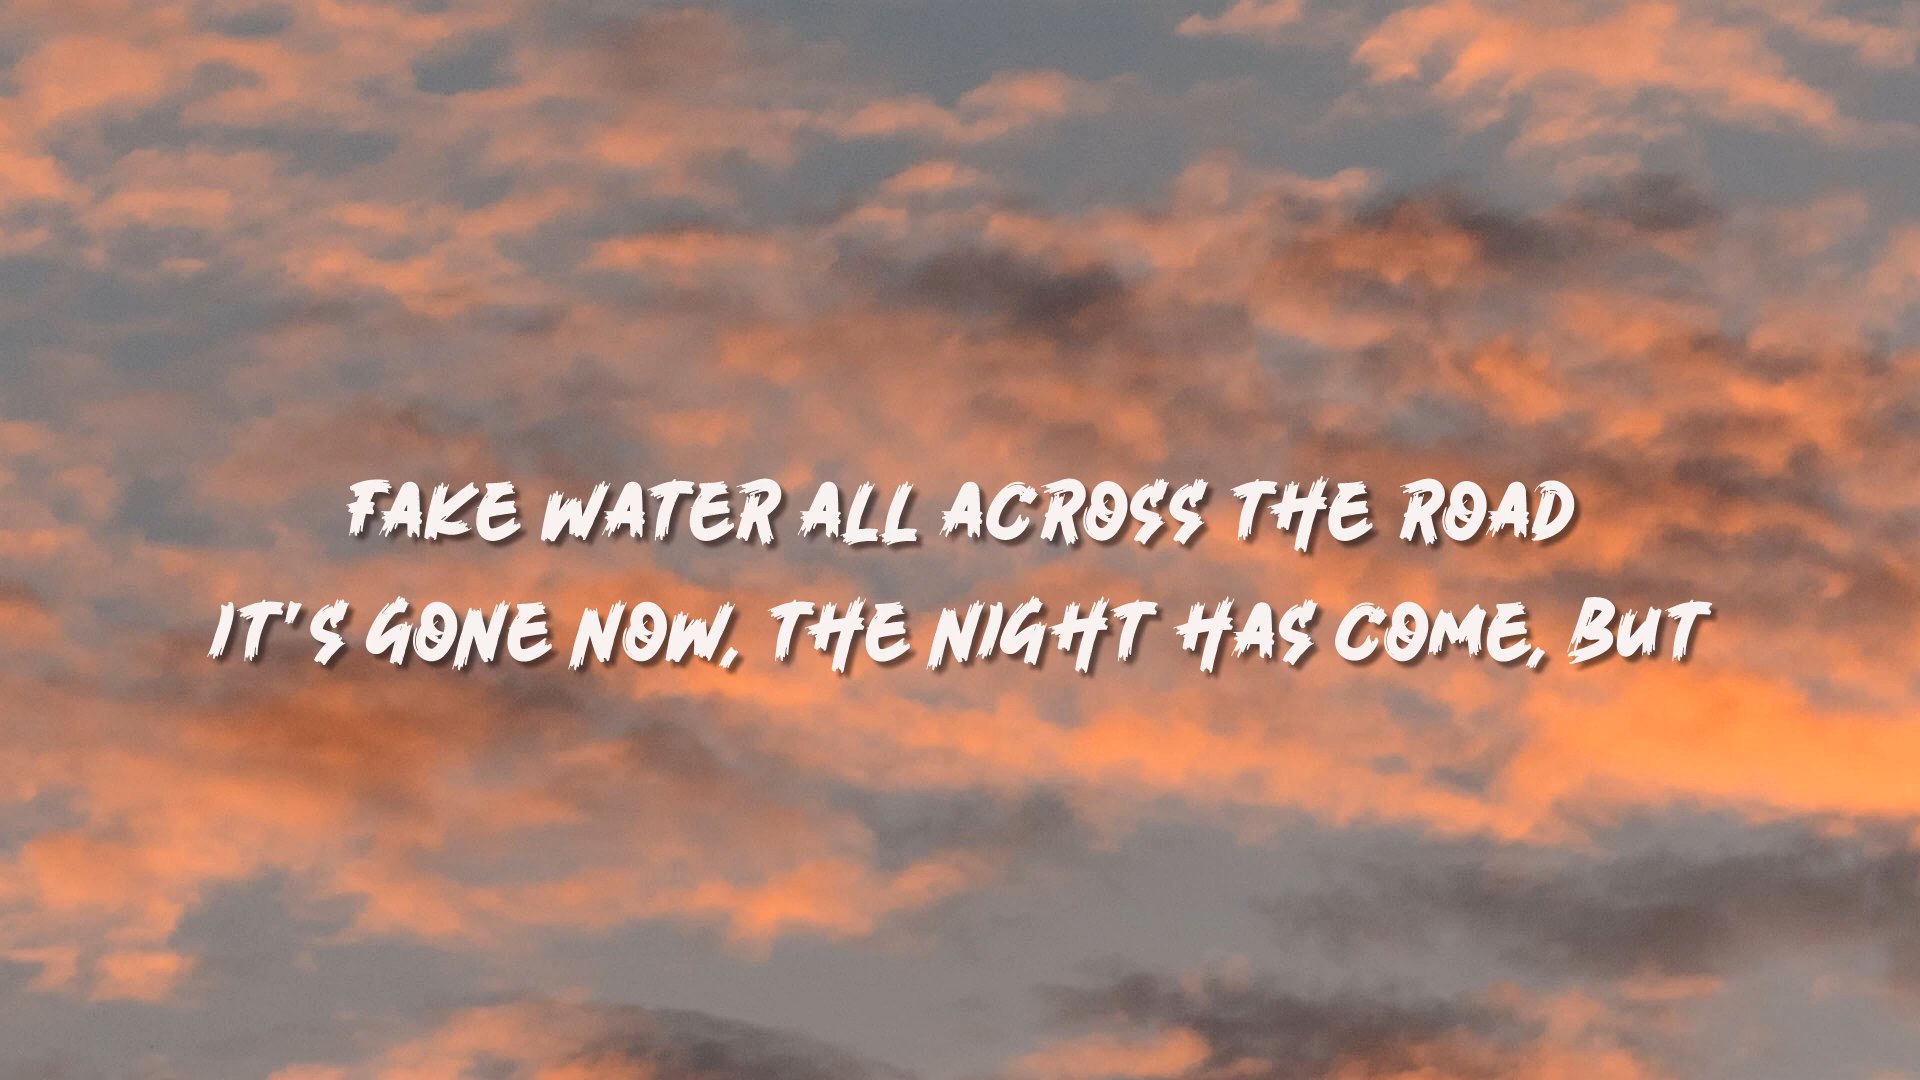 FAKE WATER ALL ACROSS THE ROAD
IT'S GONE NOW, THE NIGHT HAS COME, BUT